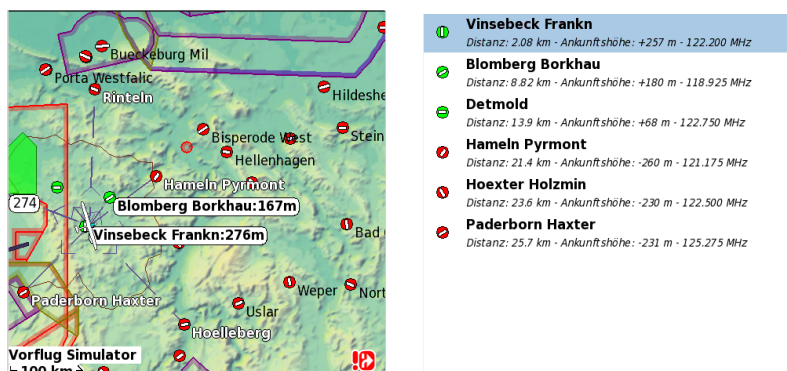 Bueckeburg Mil
Porta Westfalic
Rinteln
Hildeshe
Bisperode West
Stein
Hellenhagen
Hameln Pyrmont
274
Blomberg Borkhau:167m
Vinsebeck Frankn:276m
Bad
Paderborn Haxter
Weper
Nort
Uslar
Hoelleberg
Vorflug Simulator
100 km
Vinsebeck Frankn
Distanz: 2.08 km - Ankunftshöhe: +257 m - 122.200 MHz
Blomberg Borkhau
Distanz: 8.82 km - Ankunftshöhe: +180 m - 118.925 MHz
Detmold
Distanz: 13.9 km - Ankunftshöhe: +68 m - 122.750 MHz
Hameln Pyrmont
Distanz: 21.4 km - Ankunftshöhe: -260 m - 121.175 MHz
Hoexter Holzmin
Distanz: 23.6 km - Ankunftshöhe: -230 m - 122.500 MHz
Paderborn Haxter
Distanz: 25.7 km - Ankunftshöhe: -231 m - 125.275 MHz